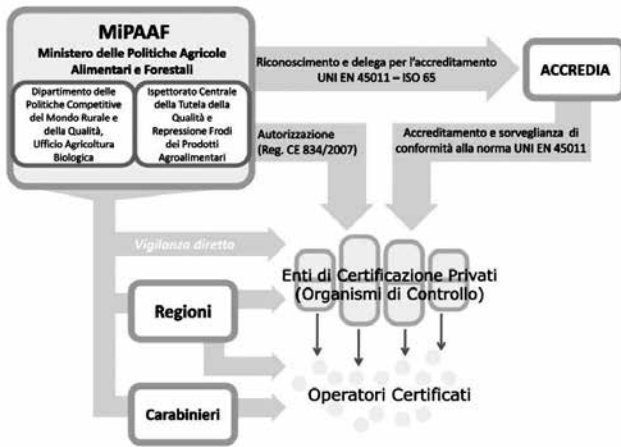 MiPAAF
Ministero delle Politiche Agricole
Alimentari e Forestali
Dipartimento delle
Politiche Competitive
del Mondo Rurale e
della Qualità,
Ufficio Agricoltura
Biologica
Ispettorato Centrale
della Tutela della
Qualità e
Repressione Frodi
dei Prodotti
Agroalimentari
Riconoscimento e delega per l'accreditamento
UNI EN 45011 – ISO 65
ACCREDIA
Autorizzazione
(Reg. CE 834/2007)
Accreditamento e sorveglianza di
conformità alla norma UNI EN 45011
Vigilanza diretta
Enti di Certificazione Privati
(Organismi di Controllo)
Regioni
Operatori Certificati
Carabinieri